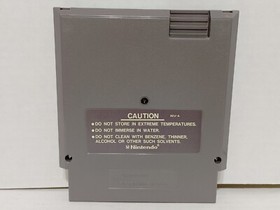 CAUTION
• DO NOT STORE IN EXTREME TEMPERATURES.
• DO NOT IMMERSE IN WATER.
• DO NOT CLEAN WITH BENZENE, THINNER,
ALCOHOL OR OTHER SUCH SOLVENTS.
Nintendo®